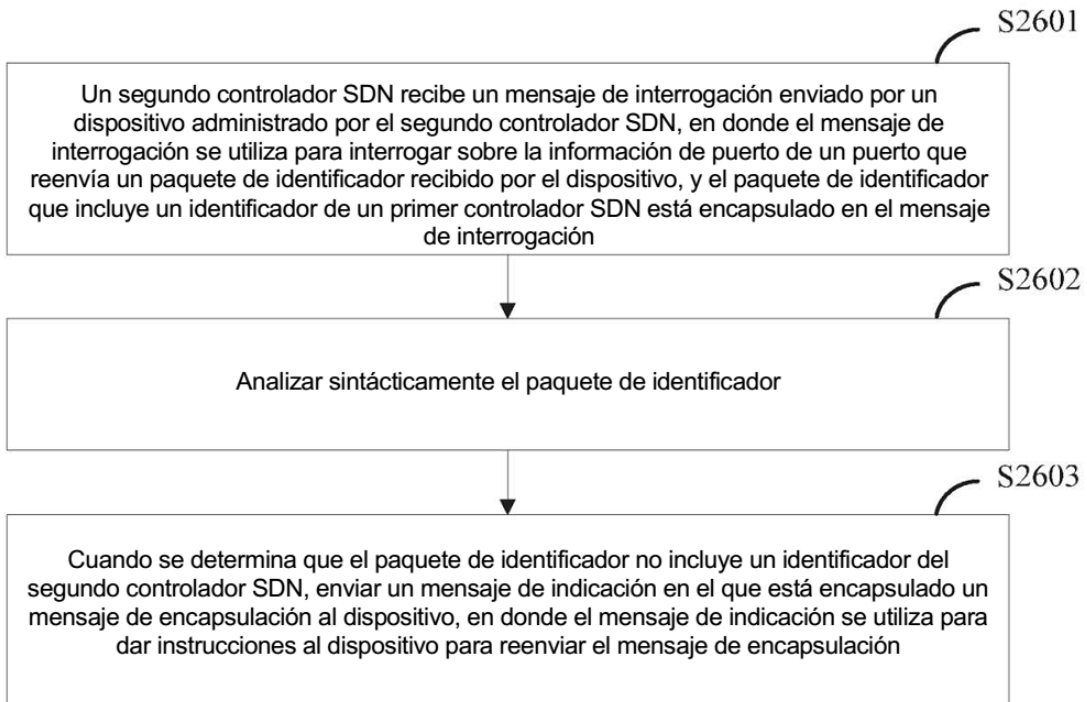 S2601
Un segundo controlador SDN recibe un mensaje de interrogación enviado por un
dispositivo administrado por el segundo controlador SDN, en donde el mensaje de
interrogación se utiliza para interrogar sobre la información de puerto de un puerto que
reenvía un paquete de identificador recibido por el dispositivo, y el paquete de identificador
que incluye un identificador de un primer controlador SDN está encapsulado en el mensaje
de interrogación
S2602
Analizar sintácticamente el paquete de identificador
S2603
Cuando se determina que el paquete de identificador no incluye un identificador del
segundo controlador SDN, enviar un mensaje de indicación en el que está encapsulado un
mensaje de encapsulación al dispositivo, en donde el mensaje de indicación se utiliza para
dar instrucciones al dispositivo para reenviar el mensaje de encapsulación